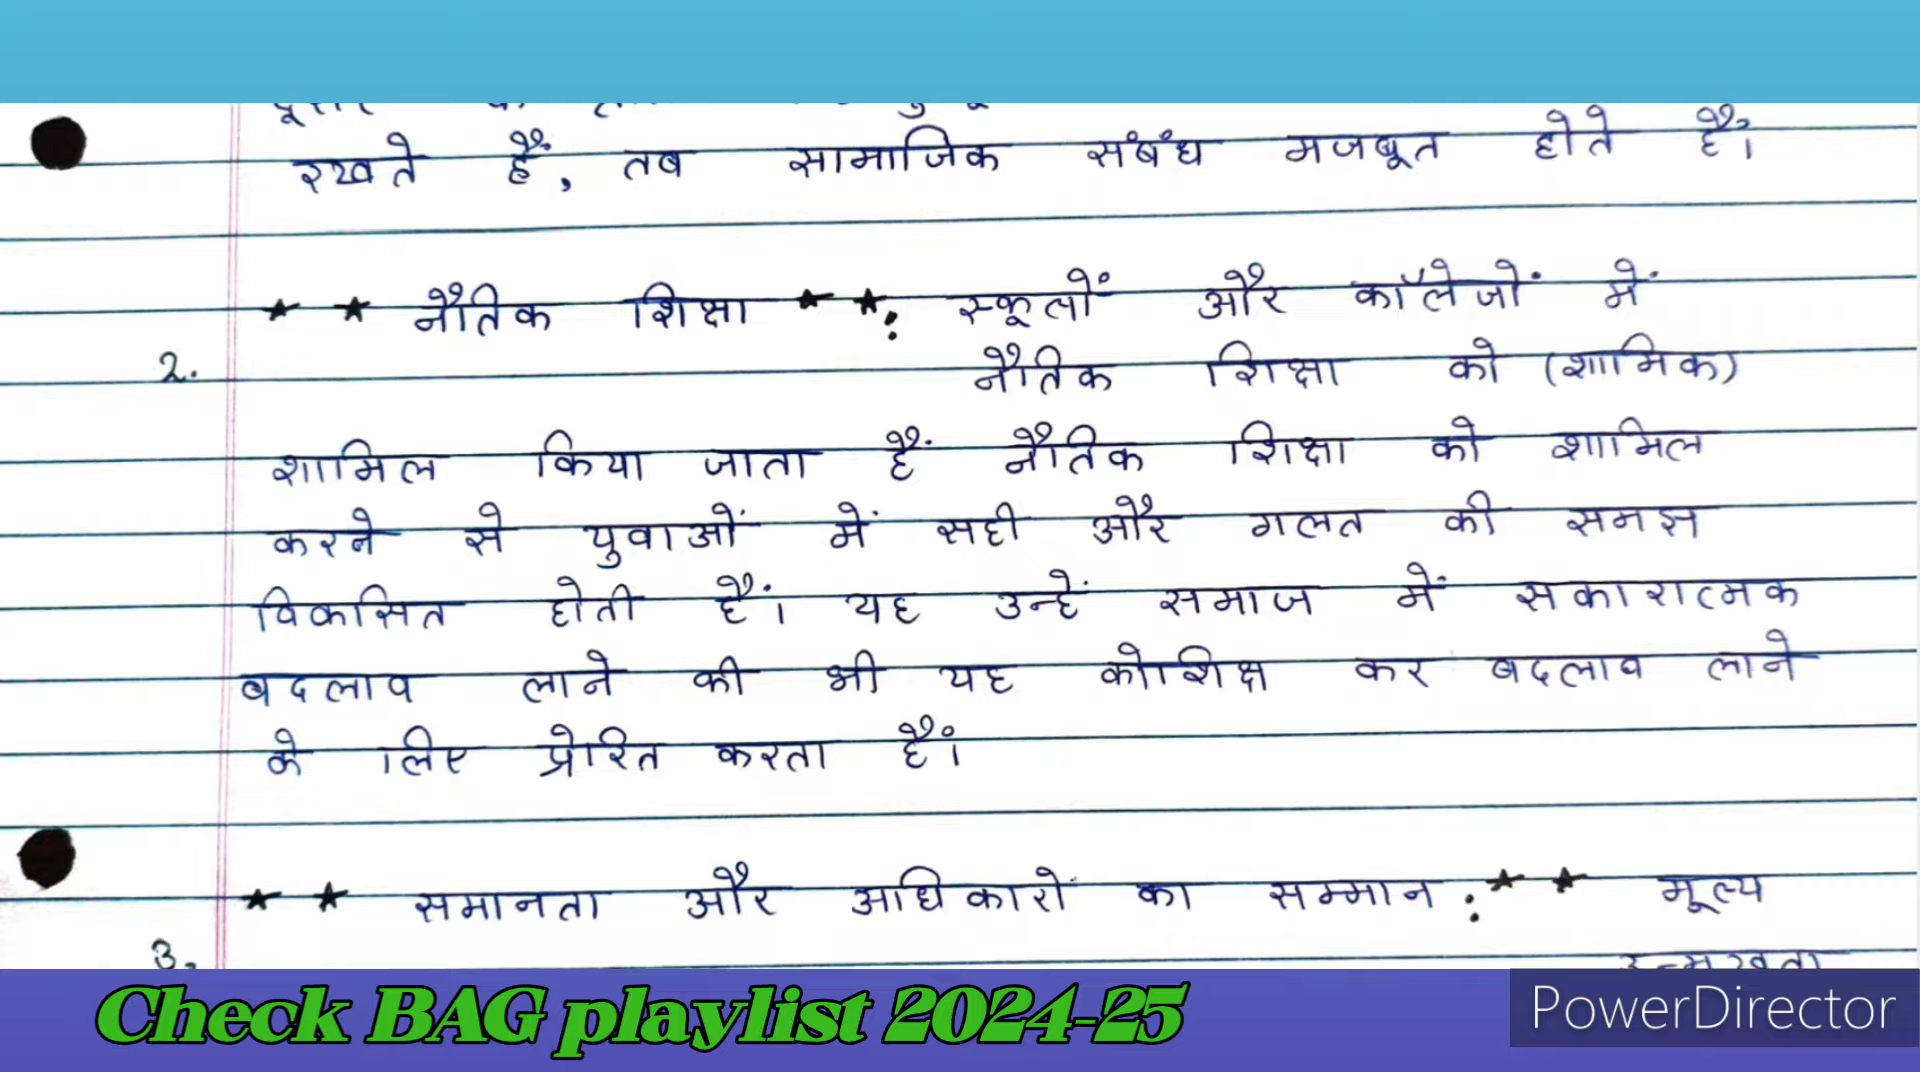 रखते हैं, तब सामाजिक संबंध मजबूत होते हैं।
★ ★ नैतिक शिक्षा ★ ★: स्कूलों और कॉलेजों में
2. नैतिक शिक्षा को (शामिक)
शामिल किया जाता हैं नैतिक शिक्षा को शामिल
करने से युवाओं में सही और गलत की समझ
विकसित होती हैं। यह उन्हें समाज में सकारात्मक
बदलाव लाने की भी यह कोशिक्ष कर बदलाव लाने
के लिए प्रेरित करता हैं।
★ ★ समानता और अधिकारों का सम्मान :★ ★ मूल्य
3.
Check BAG playlist 2024-25
PowerDirector